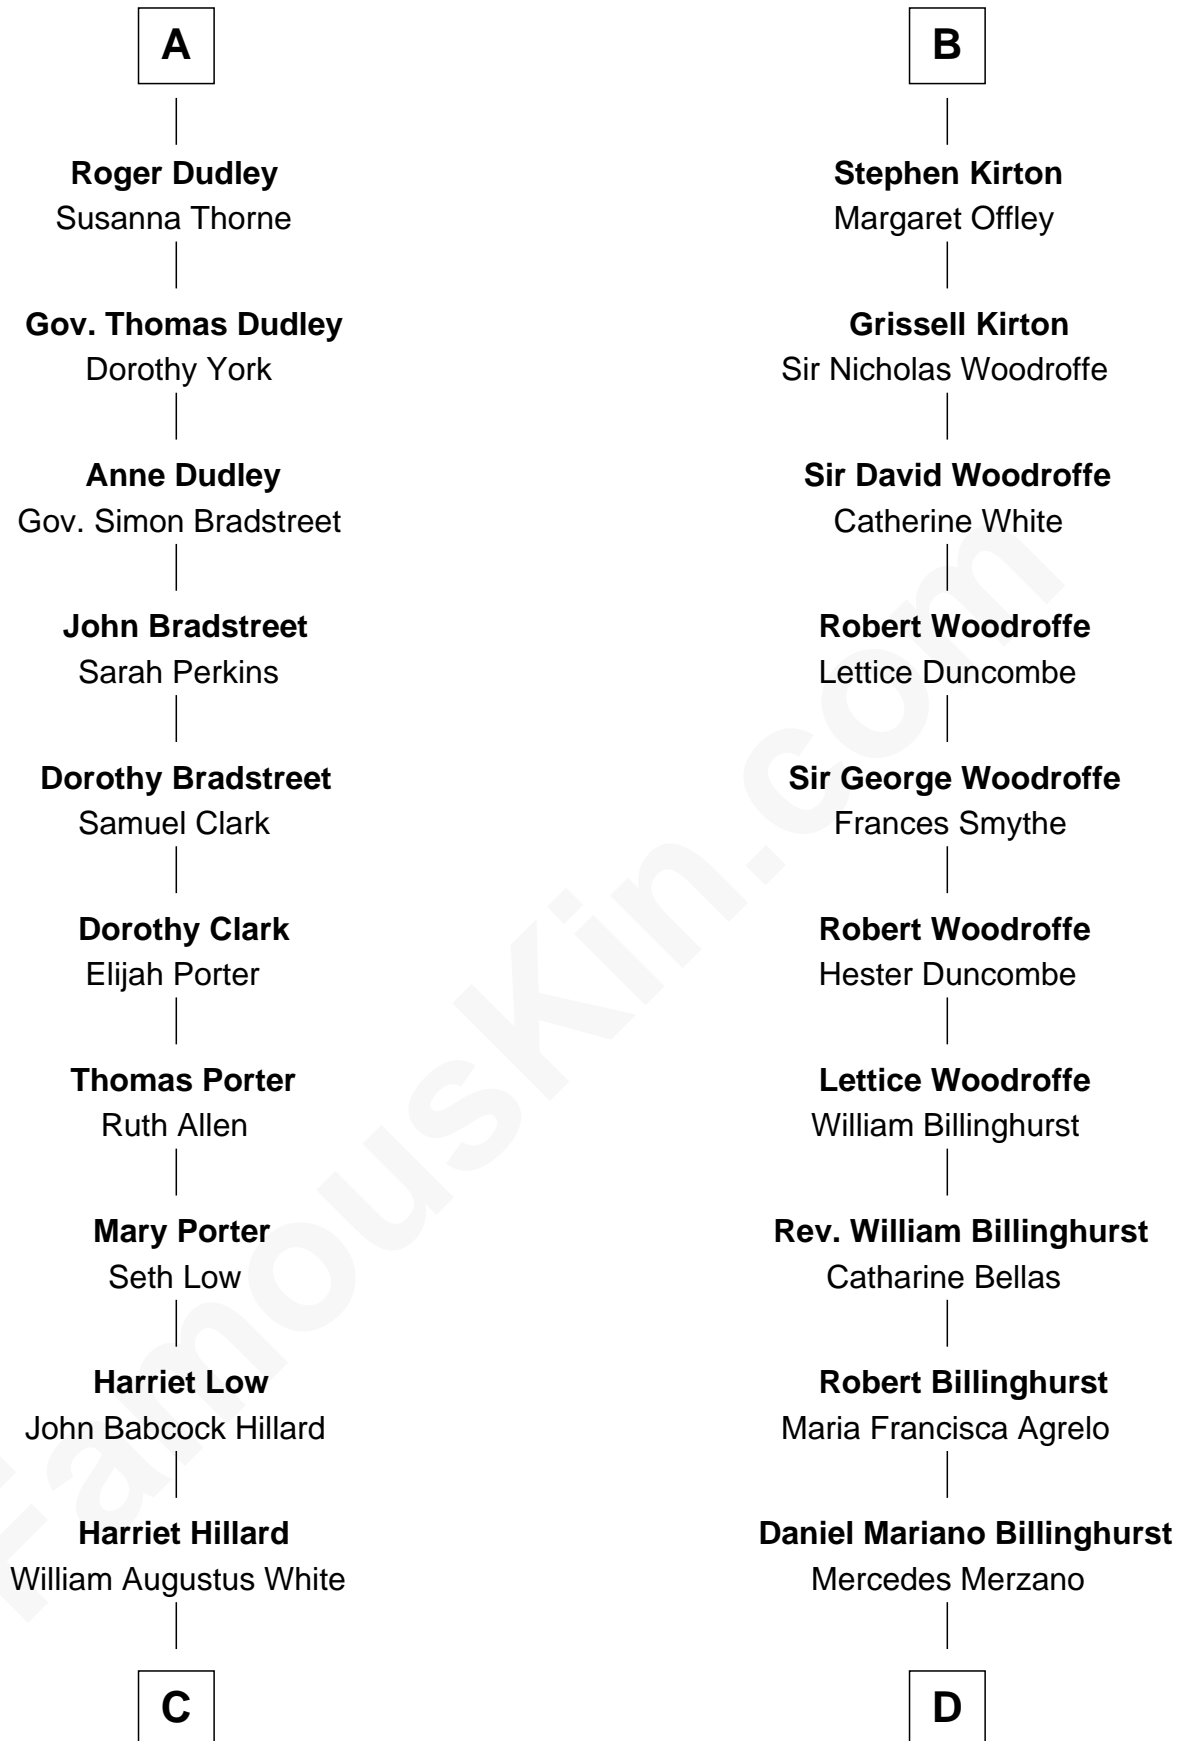 A
Roger Dudley
Susanna Thorne
Gov. Thomas Dudley
Dorothy York
Anne Dudley
Gov. Simon Bradstreet
John Bradstreet
Sarah Perkins
Dorothy Bradstreet
Samuel Clark
Dorothy Clark
Elijah Porter
Thomas Porter
Ruth Allen
Mary Porter
Seth Low
Harriet Low
John Babcock Hillard
Harriet Hillard
William Augustus White
C
B
Stephen Kirton
Margaret Offley
Grissell Kirton
Sir Nicholas Woodroffe
Sir David Woodroffe
Catherine White
Robert Woodroffe
Lettice Duncombe
Sir George Woodroffe
Frances Smythe
Robert Woodroffe
Hester Duncombe
Lettice Woodroffe
William Billinghurst
Rev. William Billinghurst
Catharine Bellas
Robert Billinghurst
Maria Francisca Agrelo
Daniel Mariano Billinghurst
Mercedes Merzano
D
FamousKin.com